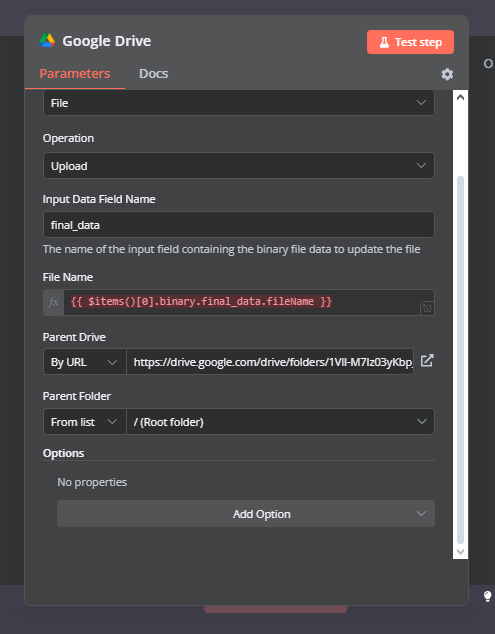 Google Drive
Test step
Parameters Docs
File
Operation
Upload
Input Data Field Name
final_data
The name of the input field containing the binary file data to update the file
File Name
fx {{ $items()[0].binary.final_data.fileName }}
Parent Drive
By URL https://drive.google.com/drive/folders/1VIl-M7Iz03yKbp
Parent Folder
From list / (Root folder)
Options
No properties
Add Option